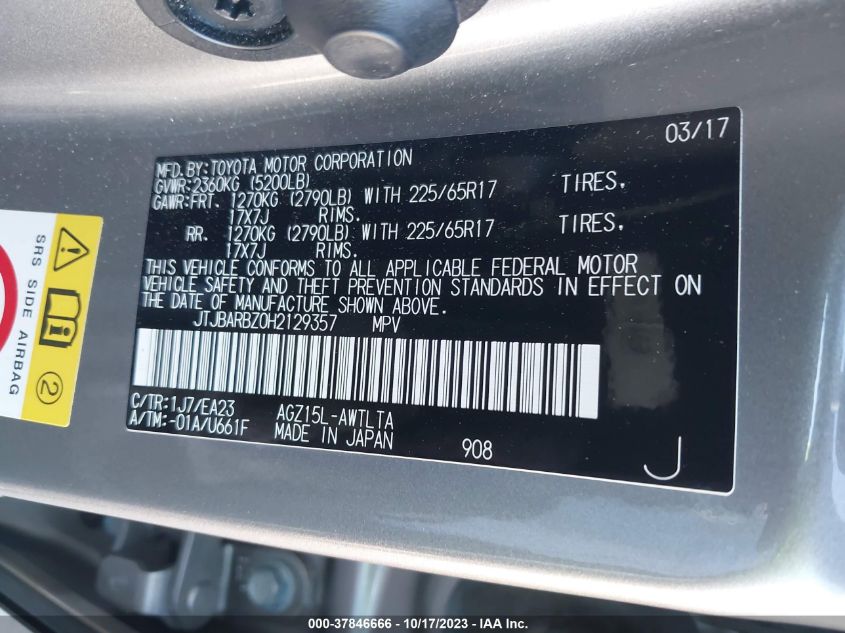 03/17
MFD.BY:TOYOTA MOTOR CORPORATION
GVWR:2360KG (5200LB)
GAWR:FRT. 1270KG (2790LB) WITH 225/65R17 TIRES,
17X7J RIMS.
RR. 1270KG (2790LB) WITH 225/65R17 TIRES,
17X7J RIMS.
THIS VEHICLE CONFORMS TO ALL APPLICABLE FEDERAL MOTOR
VEHICLE SAFETY AND THEFT PREVENTION STANDARDS IN EFFECT ON
THE DATE OF MANUFACTURE SHOWN ABOVE.
JTJBARBZ0H2129357 MPV
C/TR:1J7/EA23 AGZ15L-AWTLTA
A/TM:-01A/U661F MADE IN JAPAN 908
J
SRS SIDE AIRBAG
2
000-37846666 - 10/17/2023 - IAA Inc.